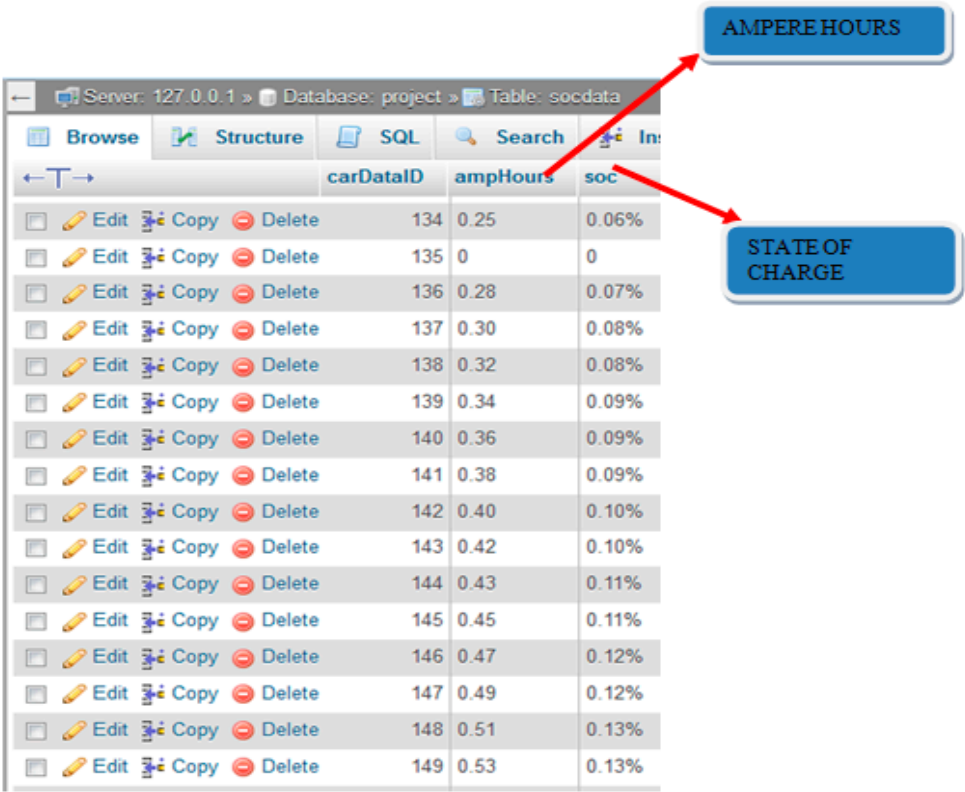 AMPERE HOURS
← Server: 127.0.0.1 » Database: project » Table: socdata
Browse Structure SQL Search Ins
←T→ carDataID ampHours soc
Edit Copy Delete 134 0.25 0.06%
Edit Copy Delete 135 0 0
Edit Copy Delete 136 0.28 0.07%
Edit Copy Delete 137 0.30 0.08%
Edit Copy Delete 138 0.32 0.08%
Edit Copy Delete 139 0.34 0.09%
Edit Copy Delete 140 0.36 0.09%
Edit Copy Delete 141 0.38 0.09%
Edit Copy Delete 142 0.40 0.10%
Edit Copy Delete 143 0.42 0.10%
Edit Copy Delete 144 0.43 0.11%
Edit Copy Delete 145 0.45 0.11%
Edit Copy Delete 146 0.47 0.12%
Edit Copy Delete 147 0.49 0.12%
Edit Copy Delete 148 0.51 0.13%
Edit Copy Delete 149 0.53 0.13%
STATE OF
CHARGE